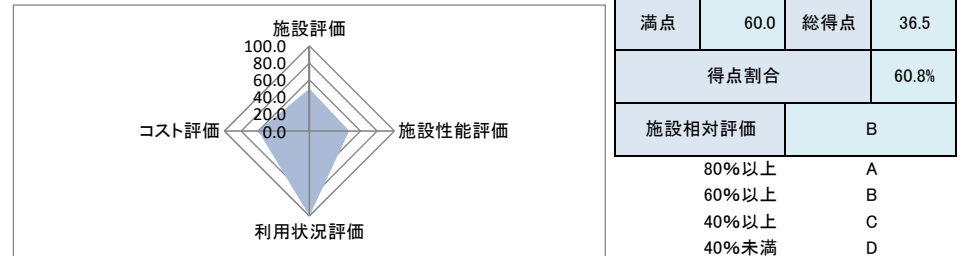 施設評価
100.0
80.0
60.0
40.0
20.0
0.0
コスト評価
施設性能評価
利用状況評価
満点 60.0 総得点 36.5
得点割合 60.8%
施設相対評価 B
80%以上 A
60%以上 B
40%以上 C
40%未満 D